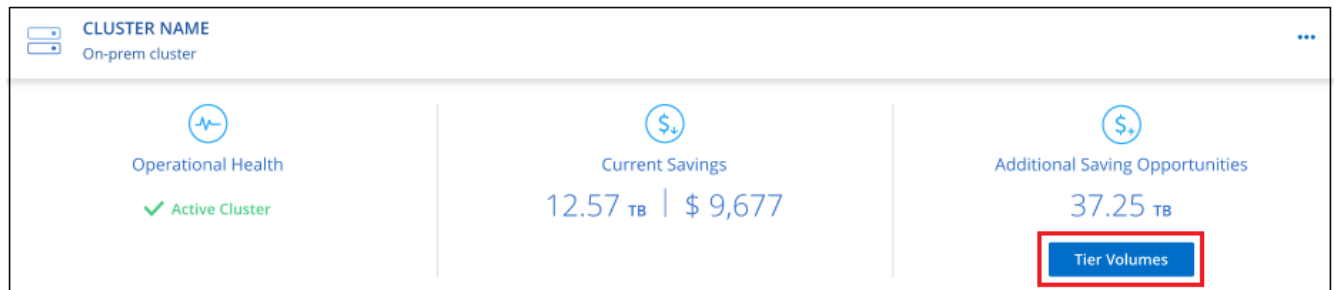 CLUSTER NAME
On-prem cluster
...
Operational Health
Active Cluster
Current Savings
12.57 TB | $ 9,677
Additional Saving Opportunities
37.25 TB
Tier Volumes